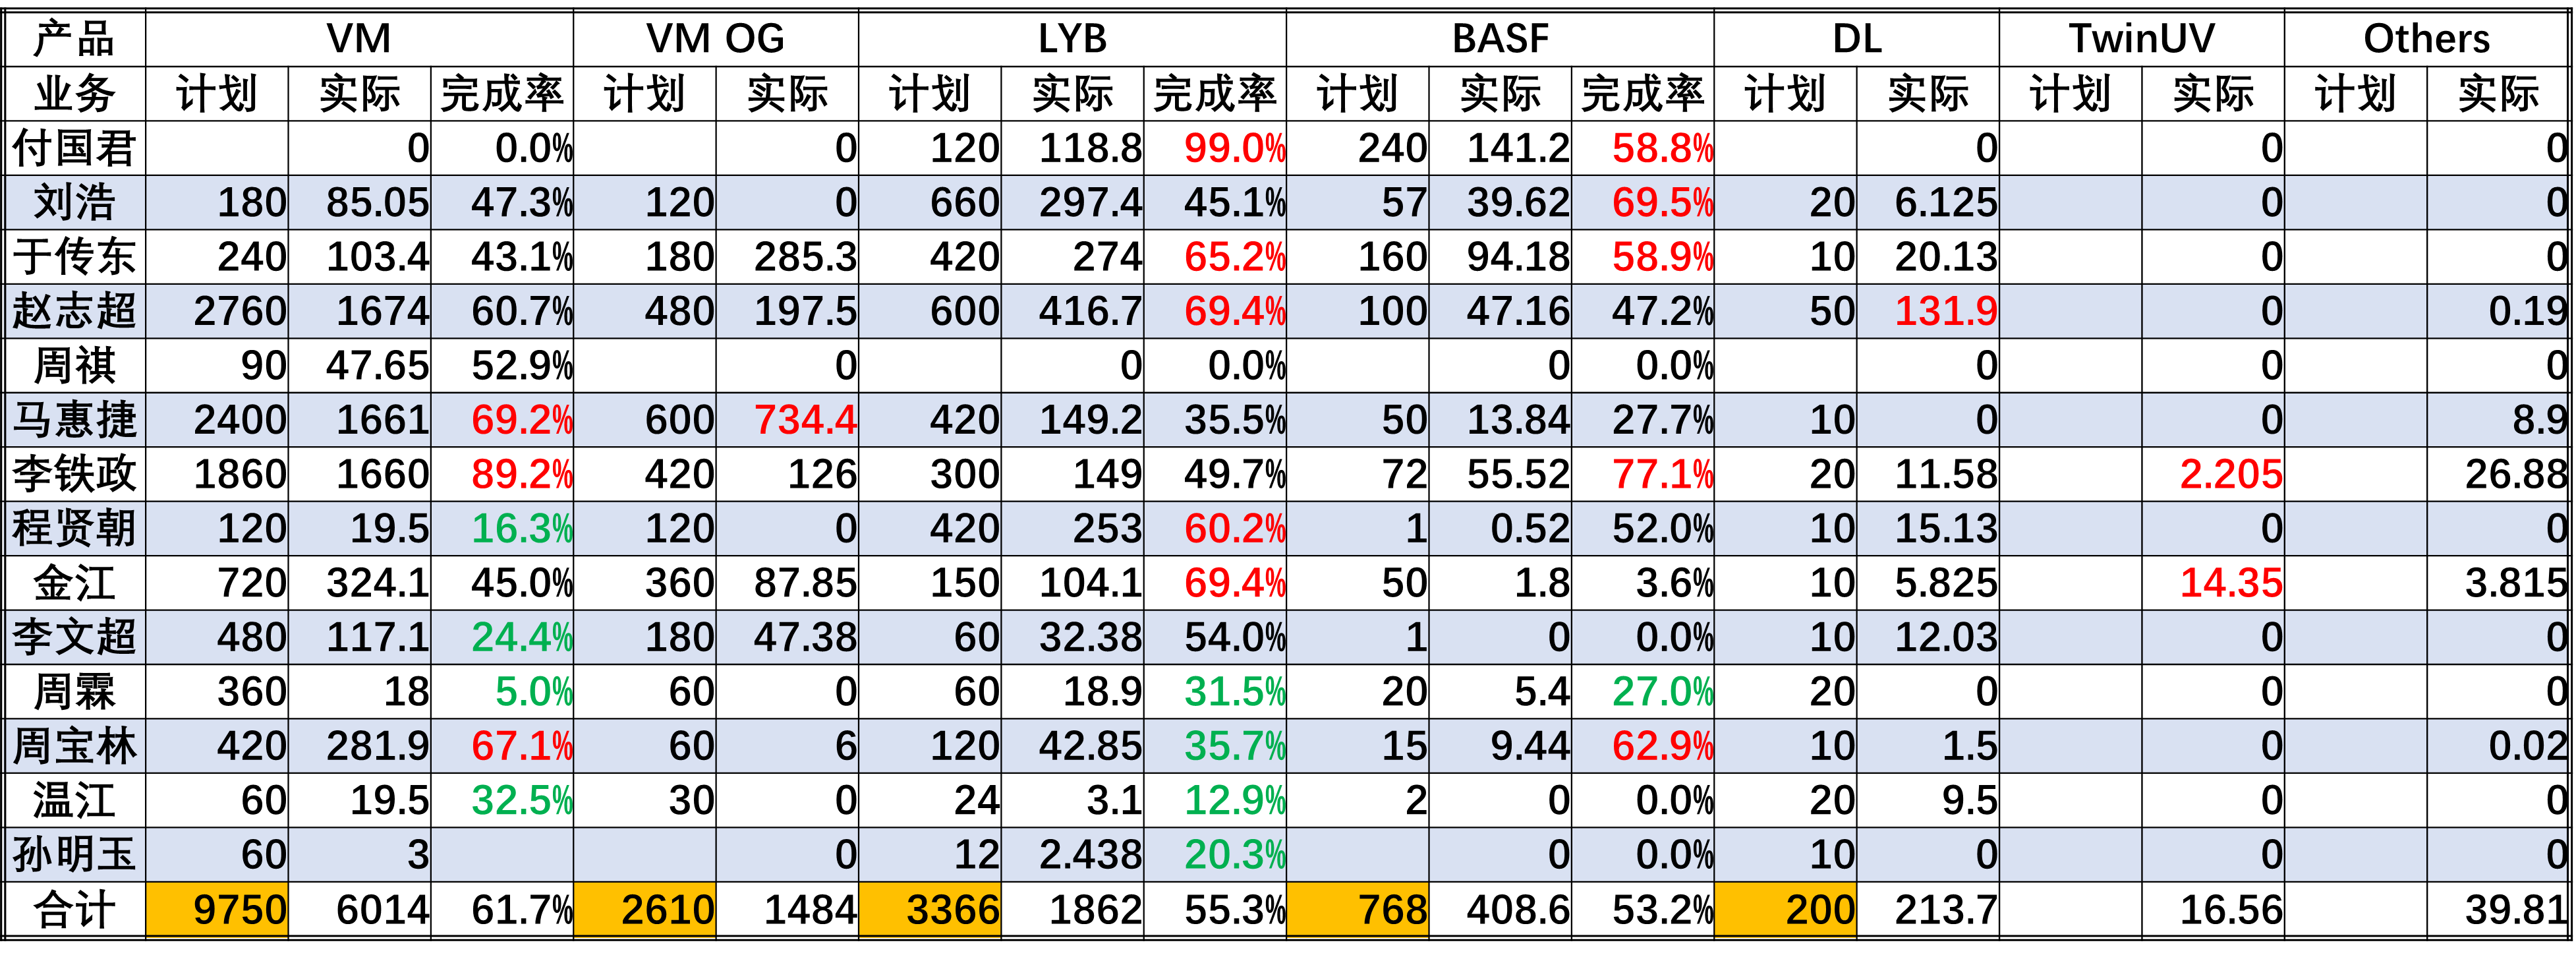 产品 VM VM OG LYB BASF DL TwinUV Others
业务 计划 实际 完成率 计划 实际 计划 实际 完成率 计划 实际 完成率 计划 实际 计划 实际 计划 实际
付国君 0 0.0% 0 120 118.8 99.0% 240 141.2 58.8% 0 0 0
刘浩 180 85.05 47.3% 120 0 660 297.4 45.1% 57 39.62 69.5% 20 6.125 0 0
于传东 240 103.4 43.1% 180 285.3 420 274 65.2% 160 94.18 58.9% 10 20.13 0 0
赵志超 2760 1674 60.7% 480 197.5 600 416.7 69.4% 100 47.16 47.2% 50 131.9 0 0.19
周祺 90 47.65 52.9% 0 0 0.0% 0 0.0% 0 0 0
马惠捷 2400 1661 69.2% 600 734.4 420 149.2 35.5% 50 13.84 27.7% 10 0 0 8.9
李铁政 1860 1660 89.2% 420 126 300 149 49.7% 72 55.52 77.1% 20 11.58 2.205 26.88
程贤朝 120 19.5 16.3% 120 0 420 253 60.2% 1 0.52 52.0% 10 15.13 0 0
金江 720 324.1 45.0% 360 87.85 150 104.1 69.4% 50 1.8 3.6% 10 5.825 14.35 3.815
李文超 480 117.1 24.4% 180 47.38 60 32.38 54.0% 1 0 0.0% 10 12.03 0 0
周霖 360 18 5.0% 60 0 60 18.9 31.5% 20 5.4 27.0% 20 0 0 0
周宝林 420 281.9 67.1% 60 6 120 42.85 35.7% 15 9.44 62.9% 10 1.5 0 0.02
温江 60 19.5 32.5% 30 0 24 3.1 12.9% 2 0 0.0% 20 9.5 0 0
孙明玉 60 3 0 12 2.438 20.3% 0 0.0% 10 0 0 0
合计 9750 6014 61.7% 2610 1484 3366 1862 55.3% 768 408.6 53.2% 200 213.7 16.56 39.81